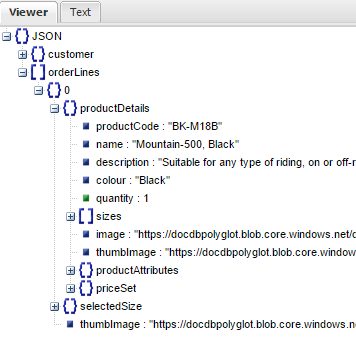 Viewer Text
JSON
customer
orderLines
0
productDetails
productCode : "BK-M18B"
name : "Mountain-500, Black"
description : "Suitable for any type of riding, on or off-r
colour : "Black"
quantity : 1
sizes
image : "https://docdbpolyglot.blob.core.windows.net/
thumbImage : "https://docdbpolyglot.blob.core.window
productAttributes
priceSet
selectedSize
thumbImage : "https://docdbpolyglot.blob.core.windows.ne